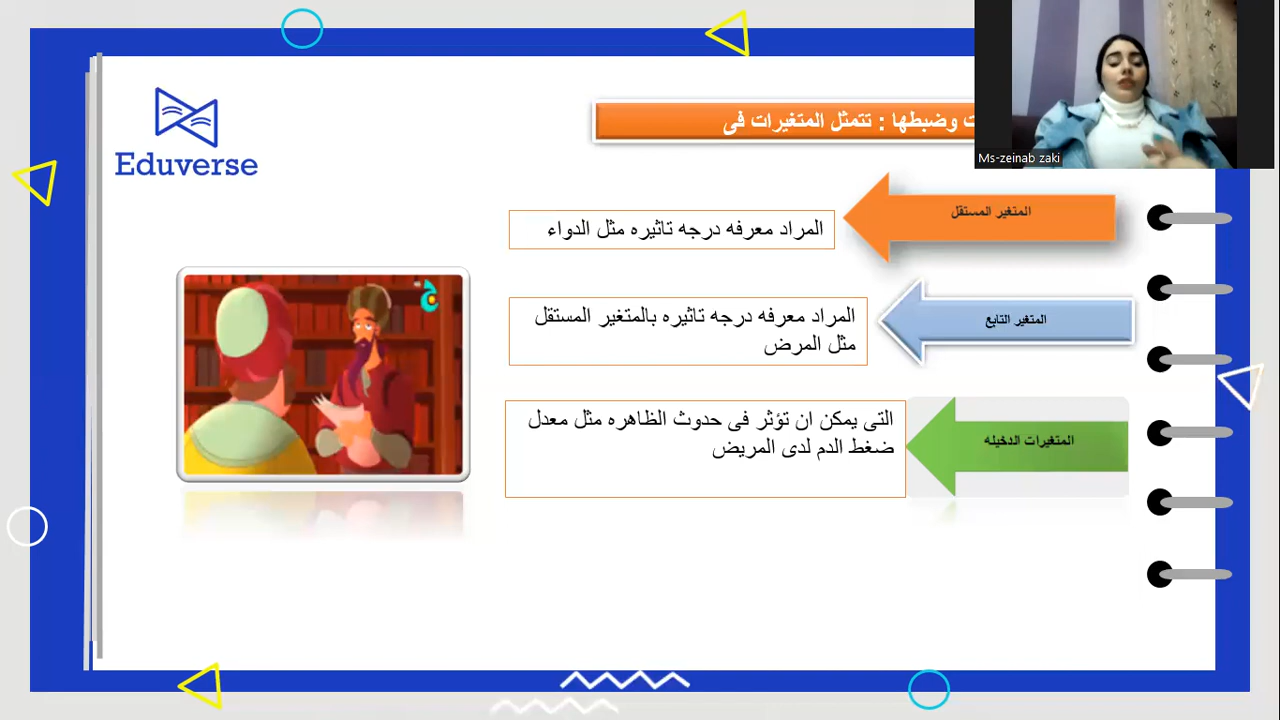 Eduverse
ت وضبطها : تتمثل المتغيرات فى
Ms-zeinab zaki
المتغير المستقل
المراد معرفه درجه تاثيره مثل الدواء
المتغير التابع
المراد معرفه درجه تاثيره بالمتغير المستقل
مثل المرض
المتغيرات الدخيله
التى يمكن ان تؤثر فى حدوث الظاهره مثل معدل
ضغط الدم لدى المريض